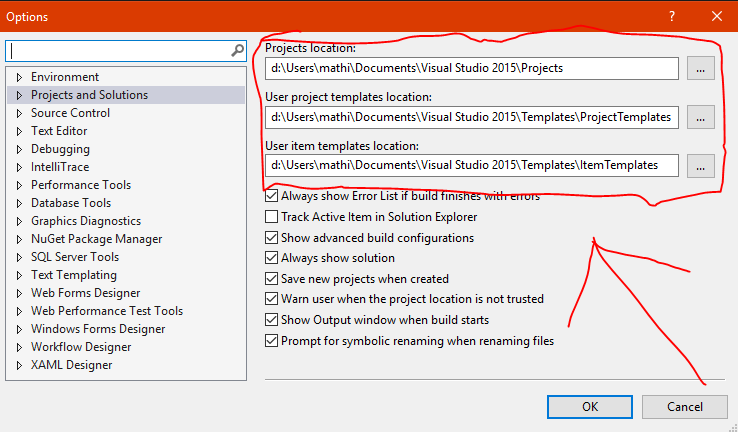 Options
Environment
Projects and Solutions
Source Control
Text Editor
Debugging
IntelliTrace
Performance Tools
Database Tools
Graphics Diagnostics
NuGet Package Manager
SQL Server Tools
Text Templating
Web Forms Designer
Web Performance Test Tools
Windows Forms Designer
Workflow Designer
XAML Designer
Projects location:
d:\Users\mathi\Documents\Visual Studio 2015\Projects
...
User project templates location:
d:\Users\mathi\Documents\Visual Studio 2015\Templates\ProjectTemplates
...
User item templates location:
d:\Users\mathi\Documents\Visual Studio 2015\Templates\ItemTemplates
...
Always show Error List if build finishes with errors
Track Active Item in Solution Explorer
Show advanced build configurations
Always show solution
Save new projects when created
Warn user when the project location is not trusted
Show Output window when build starts
Prompt for symbolic renaming when renaming files
OK
Cancel